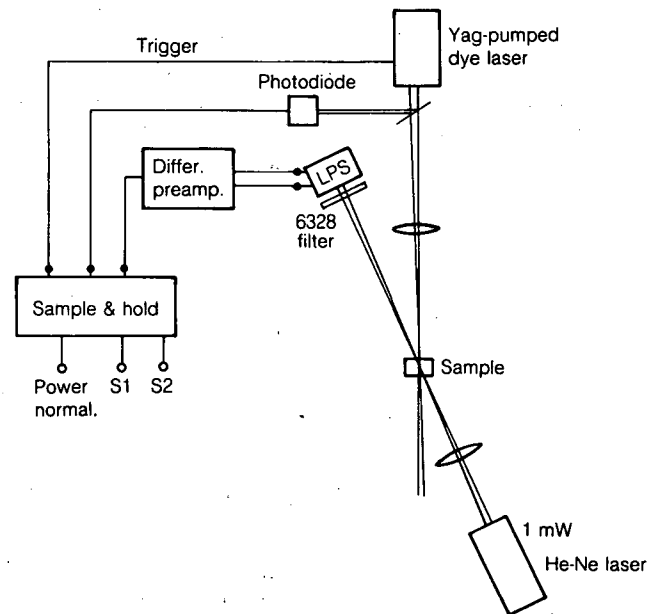 Yag-pumped
dye laser
Trigger
Photodiode
Differ.
preamp.
LPS
6328
filter
Sample & hold
Sample
Power
normal.
S1
S2
1 mW
He-Ne laser